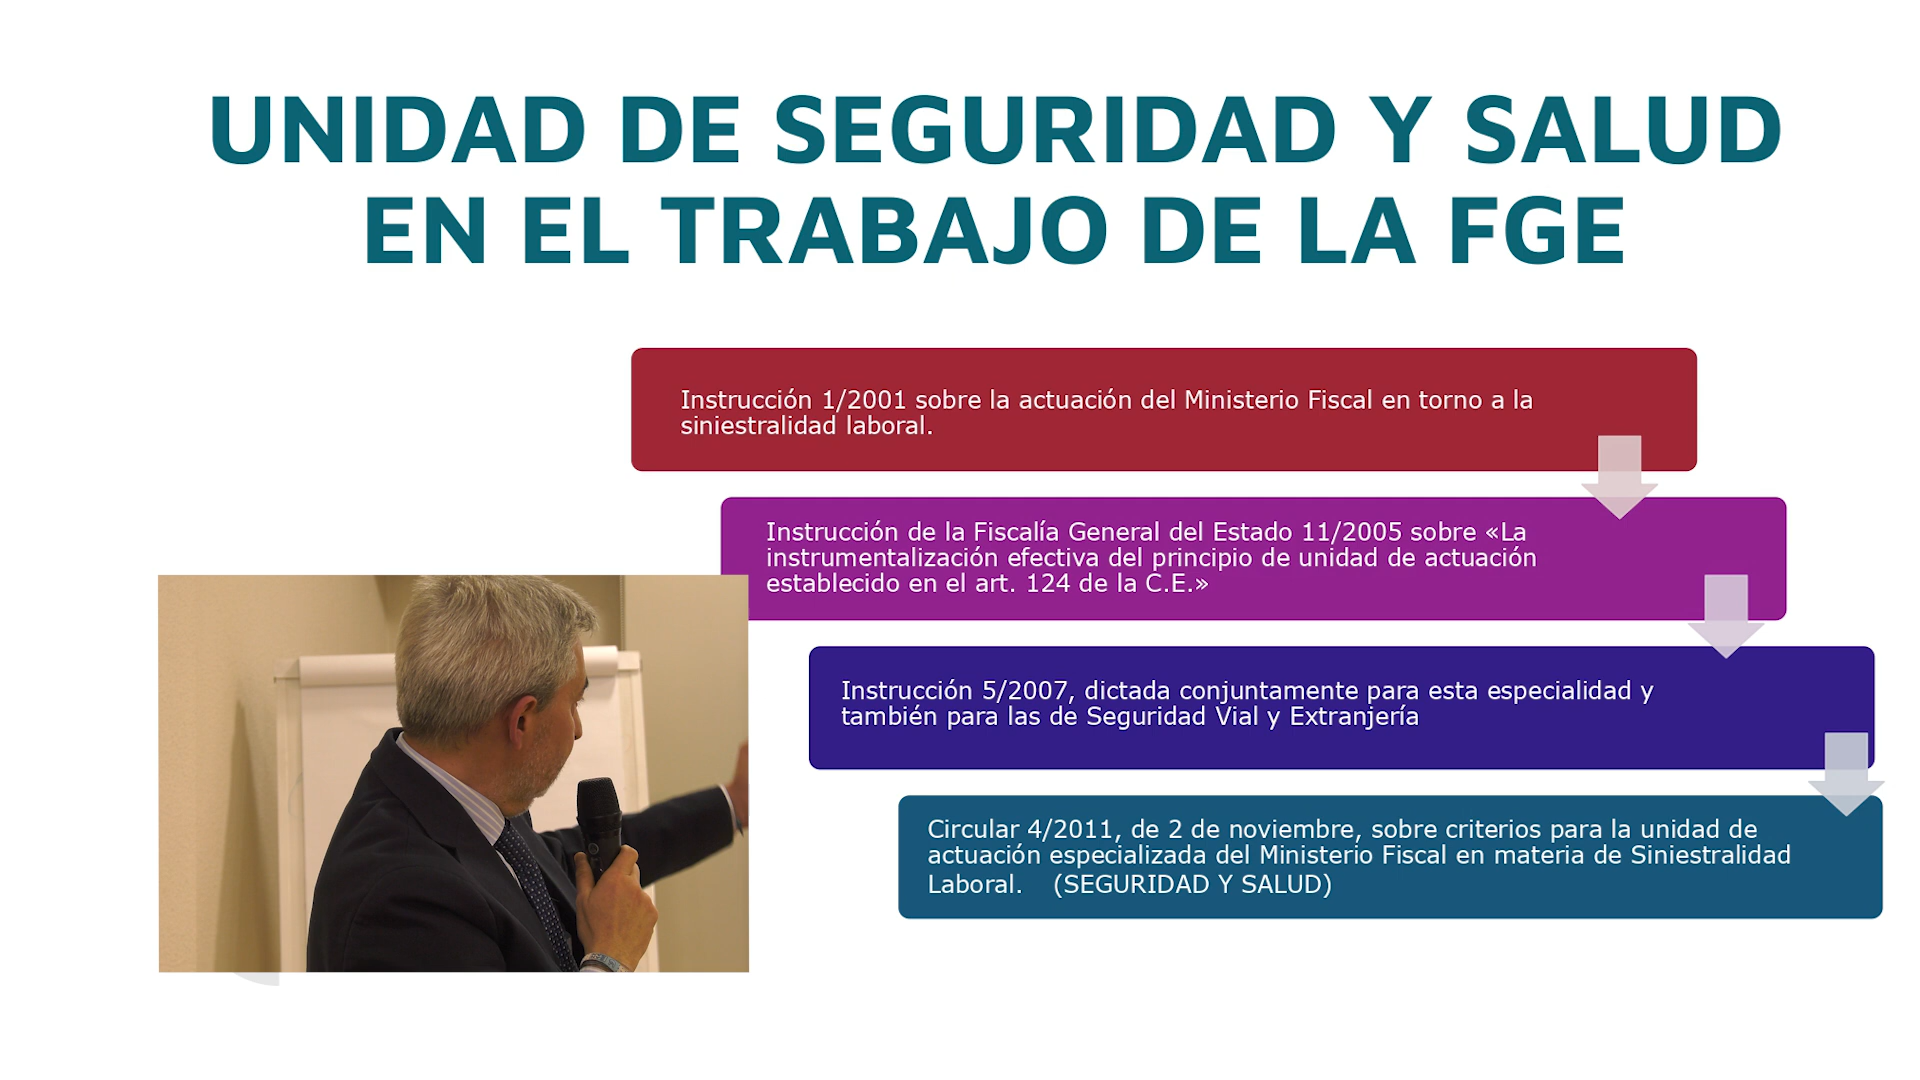 UNIDAD DE SEGURIDAD Y SALUD
EN EL TRABAJO DE LA FGE
Instrucción 1/2001 sobre la actuación del Ministerio Fiscal en torno a la
siniestralidad laboral.
Instrucción de la Fiscalía General del Estado 11/2005 sobre «La
instrumentalización efectiva del principio de unidad de actuación
establecido en el art. 124 de la C.E.»
Instrucción 5/2007, dictada conjuntamente para esta especialidad y
también para las de Seguridad Vial y Extranjería
Circular 4/2011, de 2 de noviembre, sobre criterios para la unidad de
actuación especializada del Ministerio Fiscal en materia de Siniestralidad
Laboral. (SEGURIDAD Y SALUD)